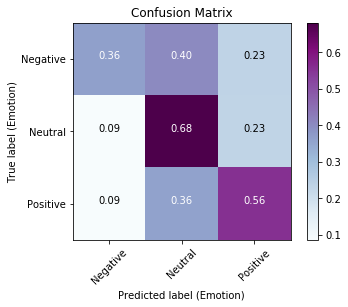 Confusion Matrix
True label (Emotion)
Negative
Neutral
Positive
0.36 0.40 0.23
0.09 0.68 0.23
0.09 0.36 0.56
Negative Neutral Positive
Predicted label (Emotion)
0.6
0.5
0.4
0.3
0.2
0.1